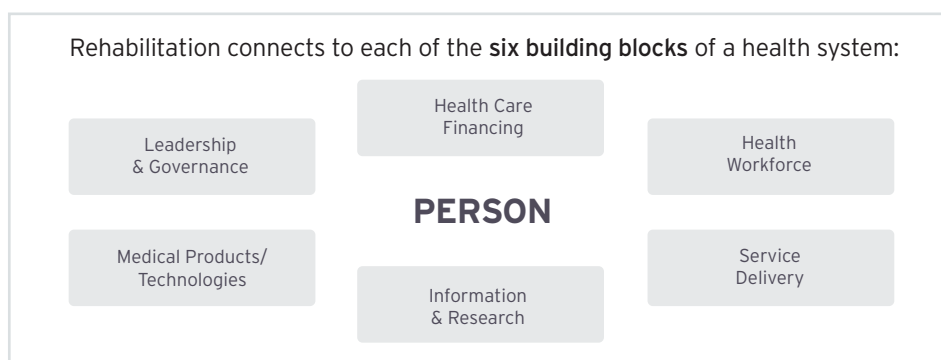 Rehabilitation connects to each of the six building blocks of a health system:
Health Care
Financing
Leadership
& Governance
Health
Workforce
PERSON
Medical Products/
Technologies
Service
Delivery
Information
& Research